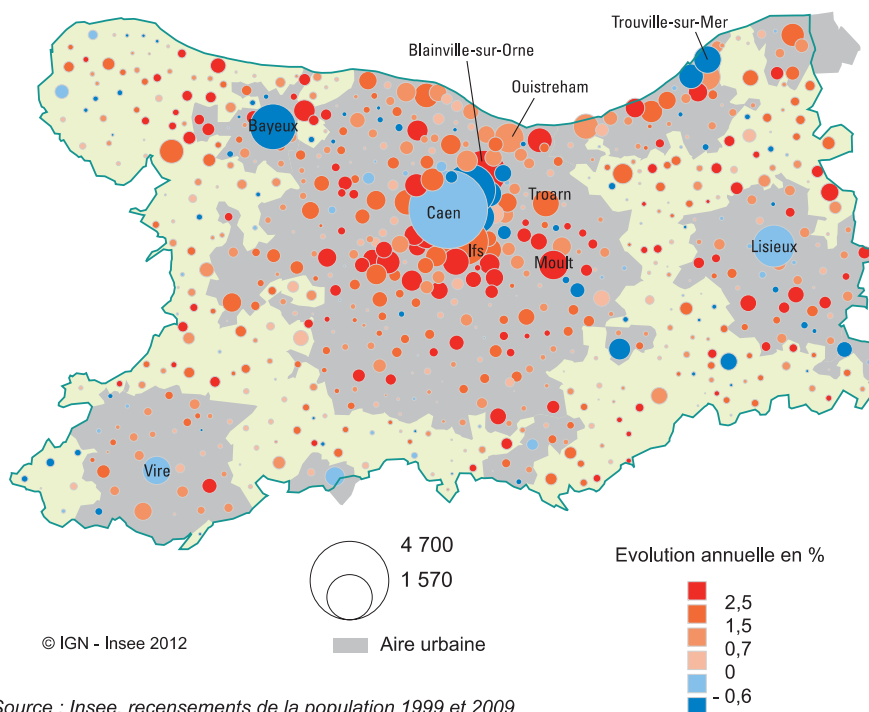 Trouville-sur-Mer
Blainville-sur-Orne
Ouistreham
Bayeux
Troarn
Caen
Lisieux
Ifs
Moult
Vire
4 700
1 570
Evolution annuelle en %
2,5
1,5
0,7
0
- 0,6
© IGN - Insee 2012
Aire urbaine
Source : Insee, recensements de la population 1999 et 2009